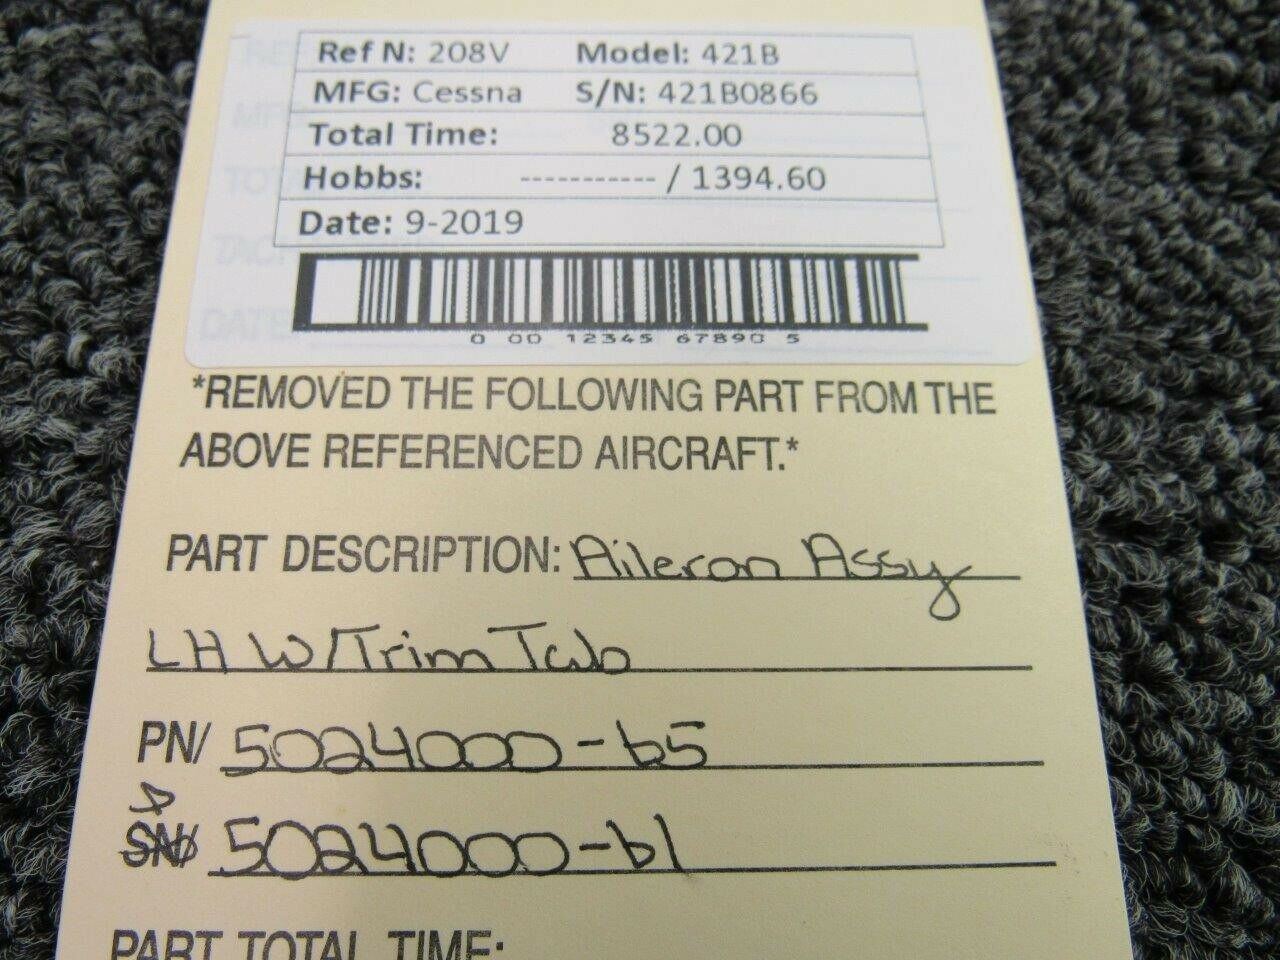 Ref N: 208V Model: 421B
MFG: Cessna S/N: 421B0866
Total Time: 8522.00
Hobbs: ----------- / 1394.60
Date: 9-2019
0 00 12345 67890 5
*REMOVED THE FOLLOWING PART FROM THE
ABOVE REFERENCED AIRCRAFT.*
PART DESCRIPTION: Aileron Assy
LH W/Trim Tab
PN/ 5024000-65
SN/ 5024000-61
PART TOTAL TIME: